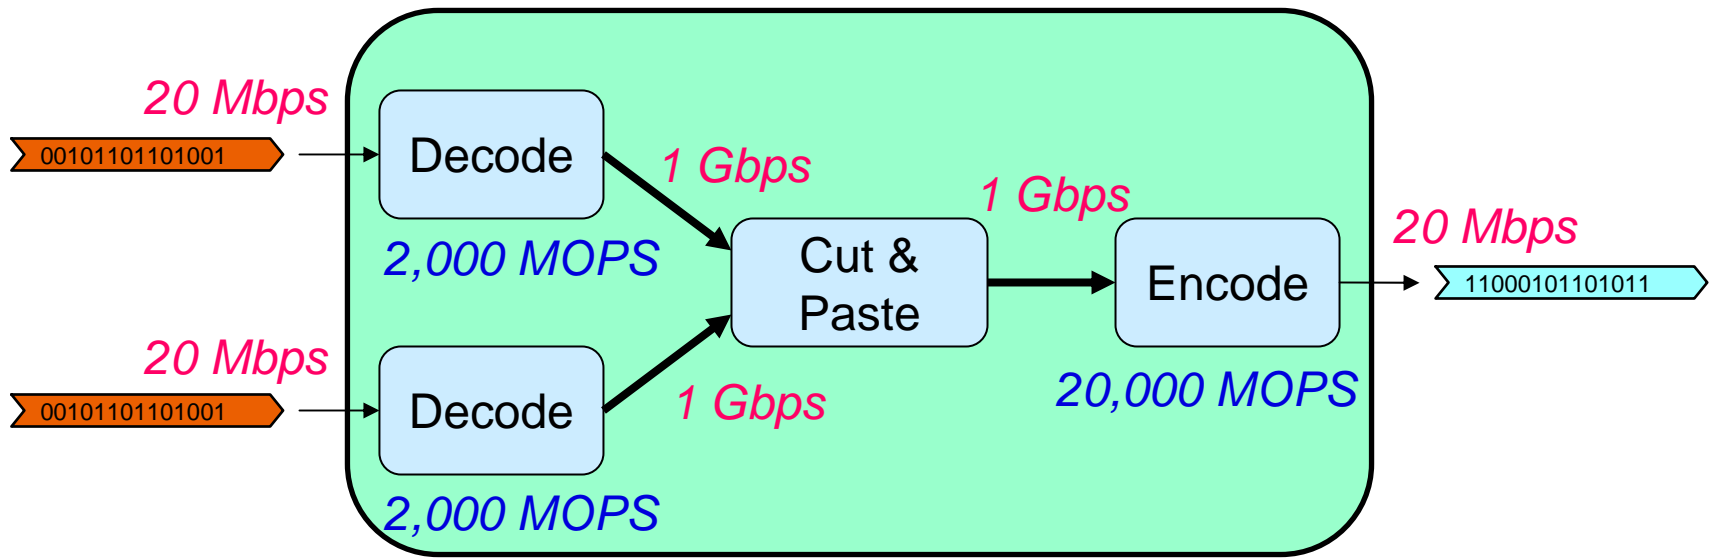 20 Mbps
00101101101001
Decode
2,000 MOPS
1 Gbps
20 Mbps
00101101101001
Decode
2,000 MOPS
1 Gbps
Cut &
Paste
1 Gbps
Encode
20,000 MOPS
20 Mbps
11000101101011